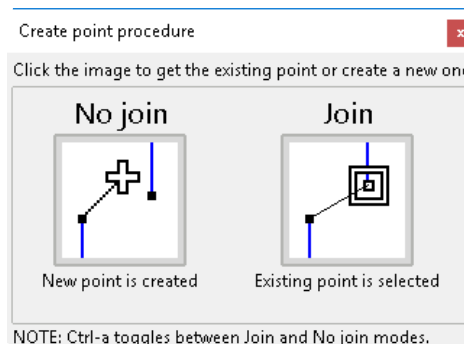 Create point procedure
x
Click the image to get the existing point or create a new one
No join
Join
New point is created
Existing point is selected
NOTE: Ctrl-a toggles between Join and No join modes.